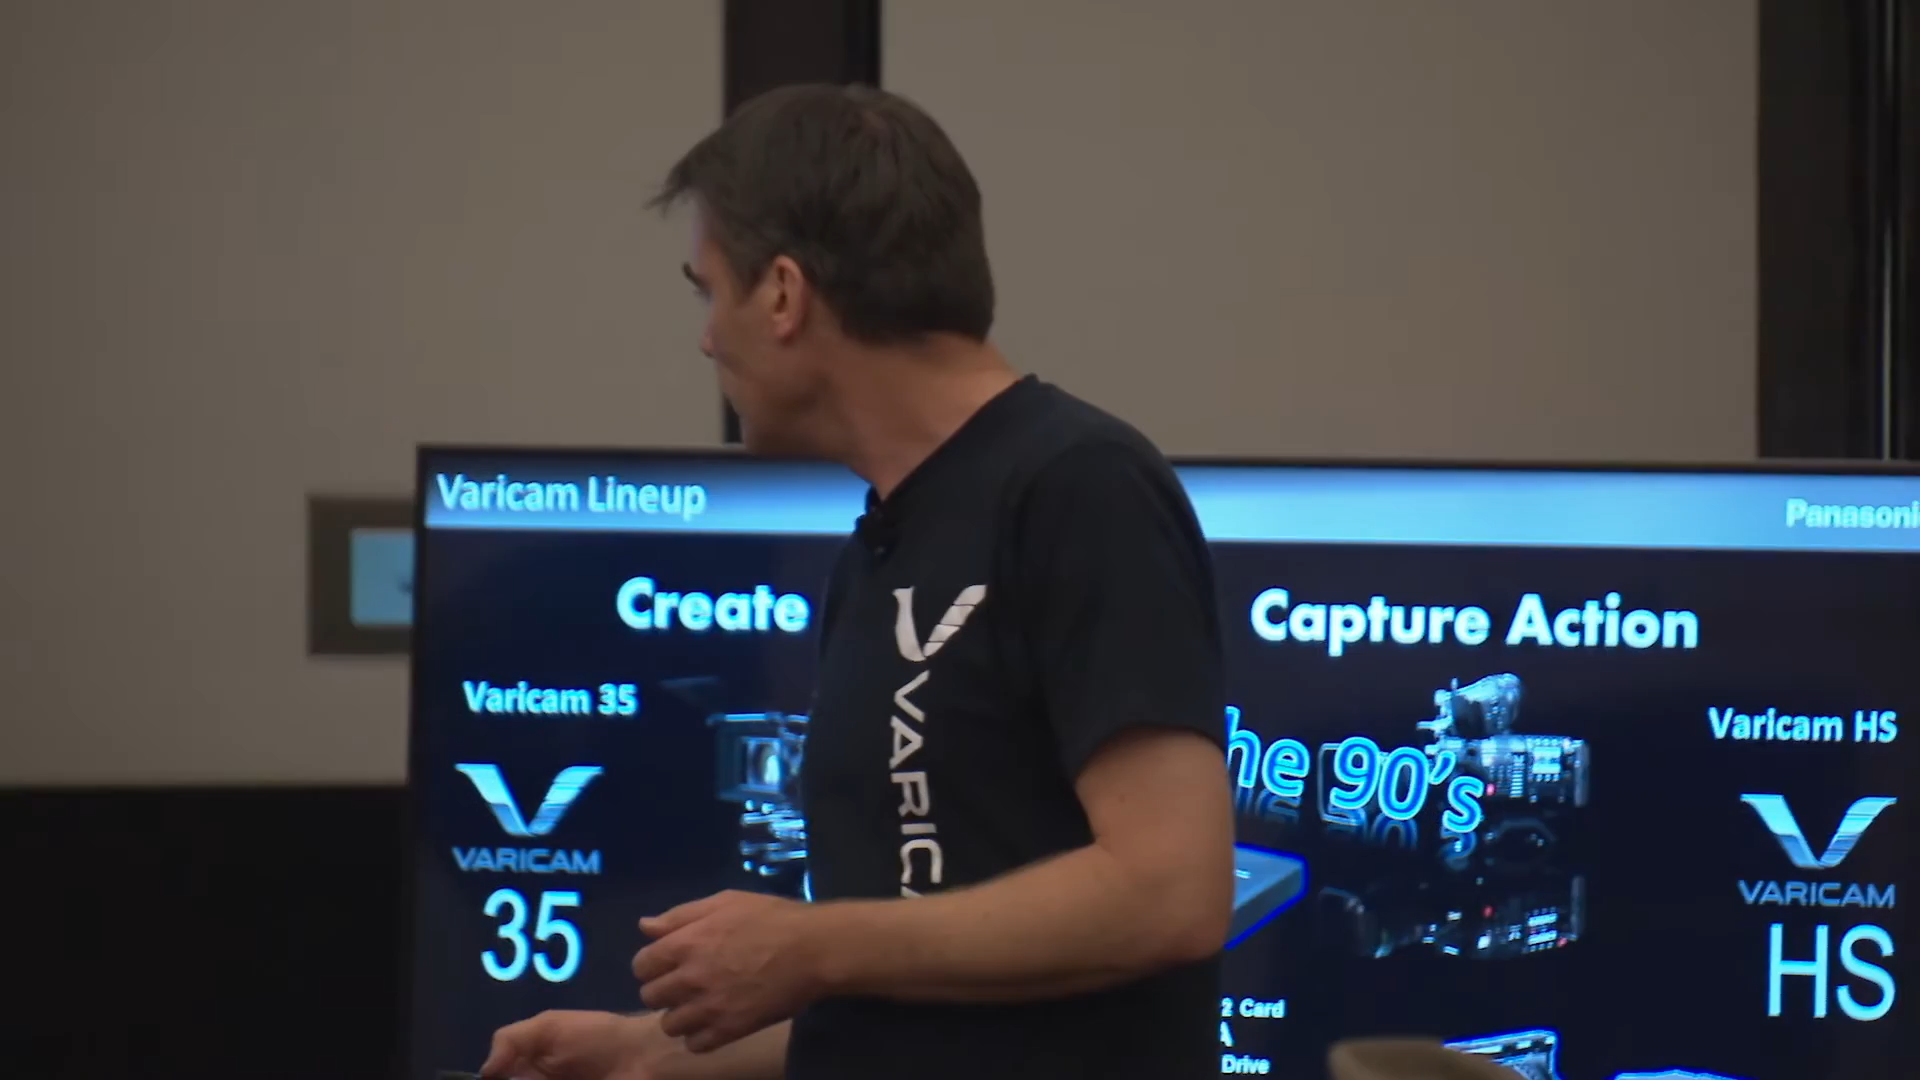 Varicam Lineup
Panasoni
Create
Capture Action
Varicam 35
Varicam HS
he 90's
VARICAM
35
VARICAM
HS
VARICA
2 Card
A
Drive